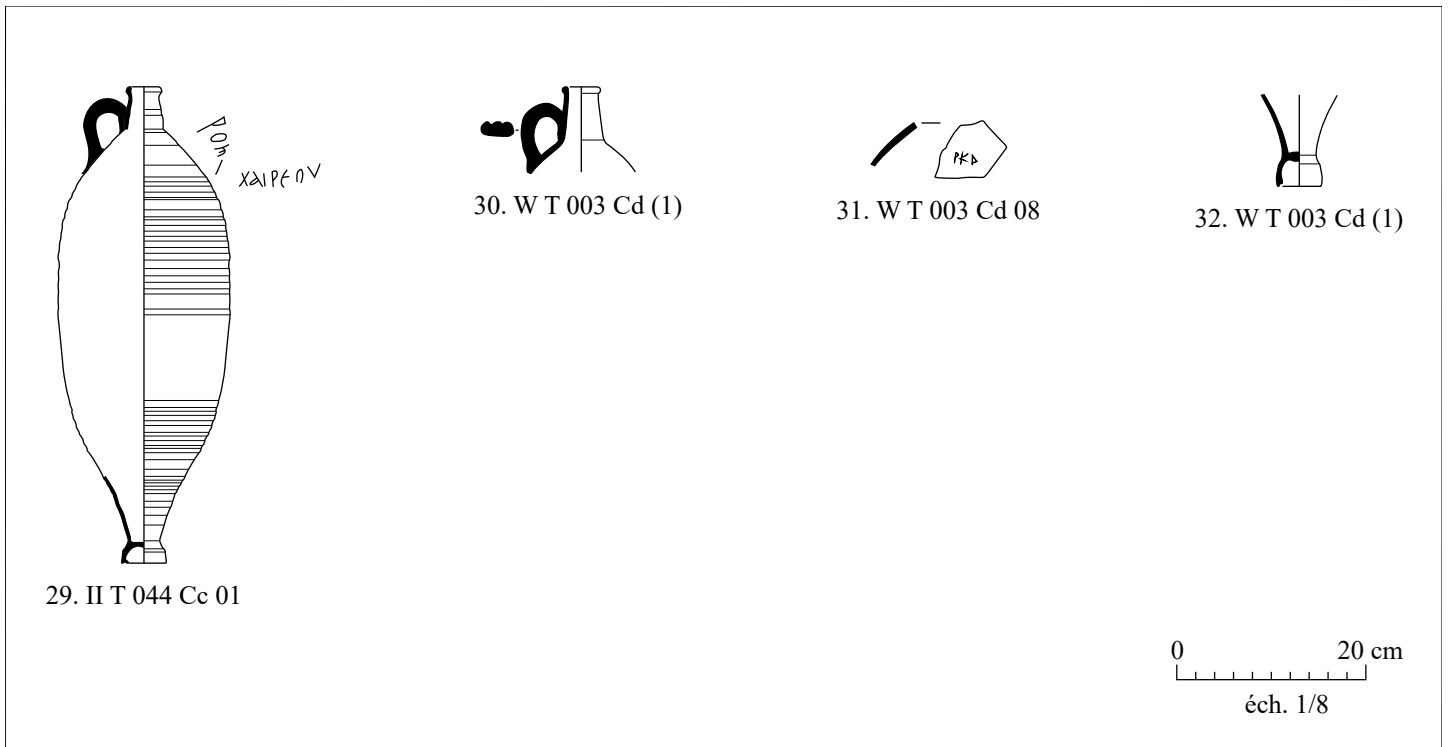 ΡΟΜ
ΧΑΙΡΕΠΥ
29. II T 044 Cc 01
30. W T 003 Cd (1)
ΡΚΔ
31. W T 003 Cd 08
32. W T 003 Cd (1)
0 20 cm
éch. 1/8